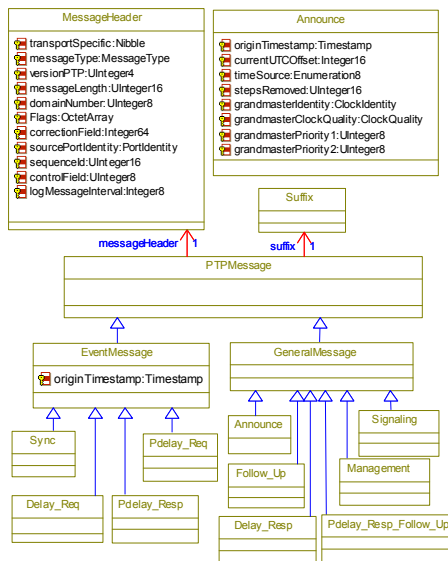 MessageHeader
transportSpecific:Nibble
messageType:MessageType
versionPTP:UInteger4
messageLength:UInteger16
domainNumber:UInteger8
Flags:OctetArray
correctionField:Integer64
sourcePortIdentity:PortIdentity
sequenceId:UInteger16
controlField:UInteger8
logMessageInterval:Integer8
Announce
originTimestamp:Timestamp
currentUTCOffset:Integer16
timeSource:Enumeration8
stepsRemoved:UInteger16
grandmasterIdentity:ClockIdentity
grandmasterClockQuality:ClockQuality
grandmasterPriority1:UInteger8
grandmasterPriority2:UInteger8
Suffix
messageHeader 1
suffix 1
PTPMessage
EventMessage
originTimestamp:Timestamp
GeneralMessage
Sync
Pdelay_Req
Delay_Req
Pdelay_Resp
Announce
Signaling
Follow_Up
Management
Delay_Resp
Pdelay_Resp_Follow_Up